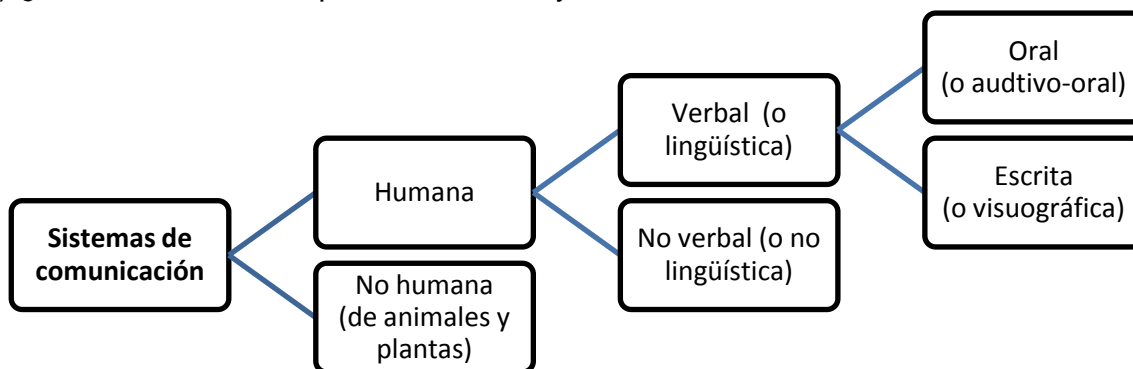 Sistemas de
comunicación
Humana
No humana
(de animales y
plantas)
Verbal (o
lingüística)
No verbal (o no
lingüística)
Oral
(o audtivo-oral)
Escrita
(o visuográfica)